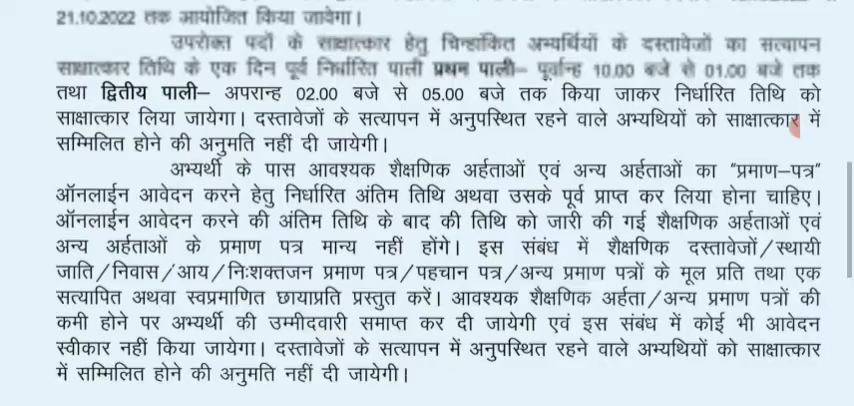 21.10.2022 तक आयोजित किया जावेगा।
उपरोक्त पदों के साक्षात्कार हेतु चिन्हांकित अभ्यर्थियों के दस्तावेजों का सत्यापन
साक्षात्कार तिथि के एक दिन पूर्व निर्धारित पाली प्रथम पाली– पूर्वान्ह 10.00 बजे से 01.00 बजे तक
तथा द्वितीय पाली– अपरान्ह 02.00 बजे से 05.00 बजे तक किया जाकर निर्धारित तिथि को
साक्षात्कार लिया जायेगा। दस्तावेजों के सत्यापन में अनुपस्थित रहने वाले अभ्यथियों को साक्षात्कार में
सम्मिलित होने की अनुमति नहीं दी जायेगी।
अभ्यर्थी के पास आवश्यक शैक्षणिक अर्हताओं एवं अन्य अर्हताओं का "प्रमाण–पत्र"
ऑनलाईन आवेदन करने हेतु निर्धारित अंतिम तिथि अथवा उसके पूर्व प्राप्त कर लिया होना चाहिए।
ऑनलाईन आवेदन करने की अंतिम तिथि के बाद की तिथि को जारी की गई शैक्षणिक अर्हताओं एवं
अन्य अर्हताओं के प्रमाण पत्र मान्य नहीं होंगे। इस संबंध में शैक्षणिक दस्तावेजों/स्थायी
जाति/निवास/आय/निःशक्तजन प्रमाण पत्र/पहचान पत्र/अन्य प्रमाण पत्रों के मूल प्रति तथा एक
सत्यापित अथवा स्वप्रमाणित छायाप्रति प्रस्तुत करें। आवश्यक शैक्षणिक अर्हता/अन्य प्रमाण पत्रों की
कमी होने पर अभ्यर्थी की उम्मीदवारी समाप्त कर दी जायेगी एवं इस संबंध में कोई भी आवेदन
स्वीकार नहीं किया जायेगा। दस्तावेजों के सत्यापन में अनुपस्थित रहने वाले अभ्यथियों को साक्षात्कार
में सम्मिलित होने की अनुमति नहीं दी जायेगी।